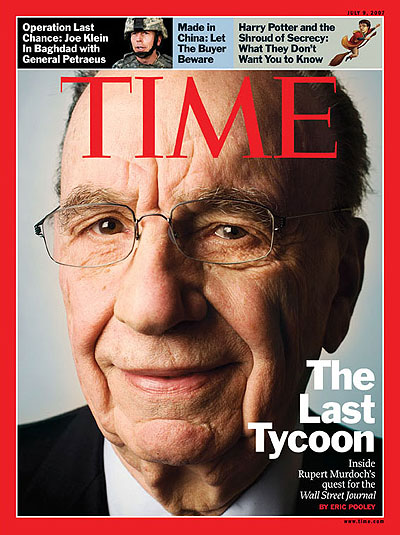 JULY 9, 2007
Operation Last
Chance: Joe Klein
In Baghdad with
General Petraeus
Made in
China: Let
The Buyer
Beware
Harry Potter and the
Shroud of Secrecy:
What They Don't
Want You to Know
TIME
The
Last
Tycoon
Inside
Rupert Murdoch's
quest for the
Wall Street Journal
BY ERIC POOLEY
www.time.com